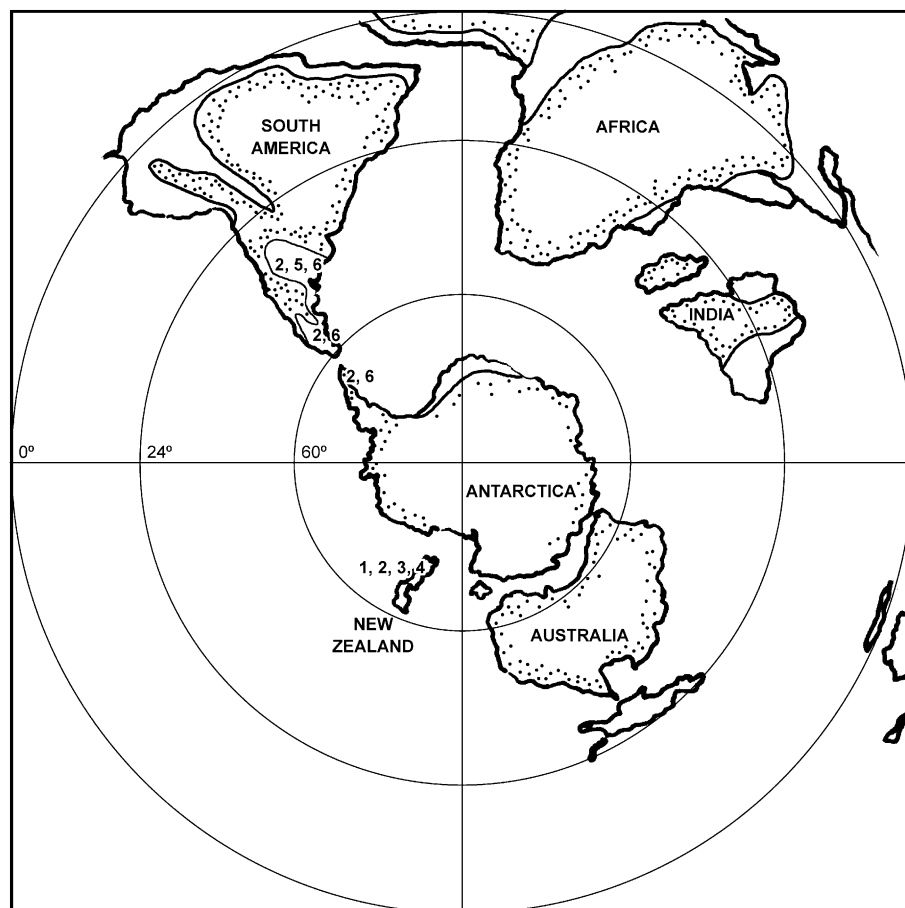 SOUTH
AMERICA
AFRICA
2, 5, 6
INDIA
2, 6
2, 6
0º
24º
60º
ANTARCTICA
1, 2, 3, 4
NEW
ZEALAND
AUSTRALIA